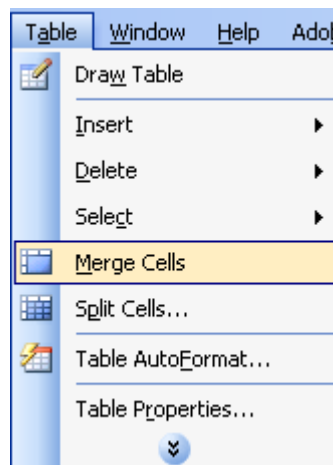 Table Window Help
Draw Table
Insert
Delete
Select
Merge Cells
Split Cells...
Table AutoFormat...
Table Properties...